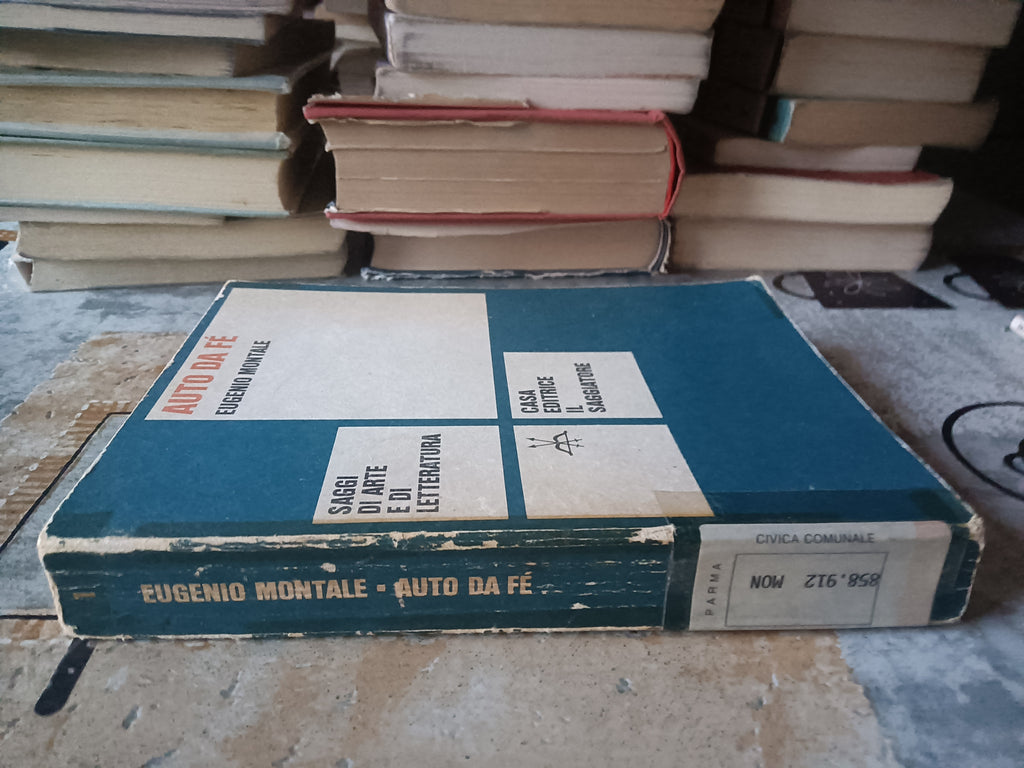 AUTO DA FÉ
EUGENIO MONTALE
CASA
EDITRICE
IL
SAGGIATORE
SAGGI
DI ARTE
E DI
LETTERATURA
1
EUGENIO MONTALE - AUTO DA FÉ
CIVICA COMUNALE
PARMA
858.912 MON